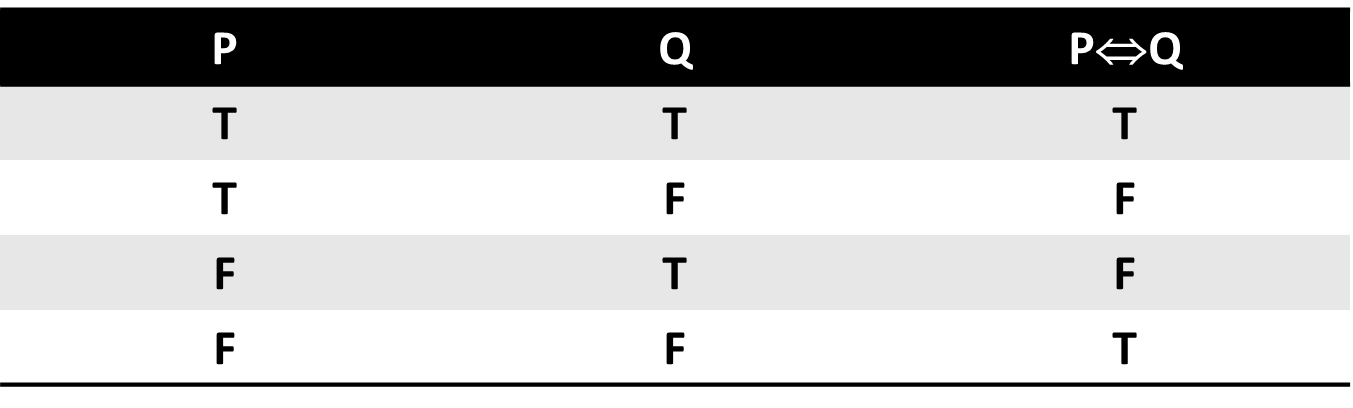 P Q P⇔Q
T T T
T F F
F T F
F F T